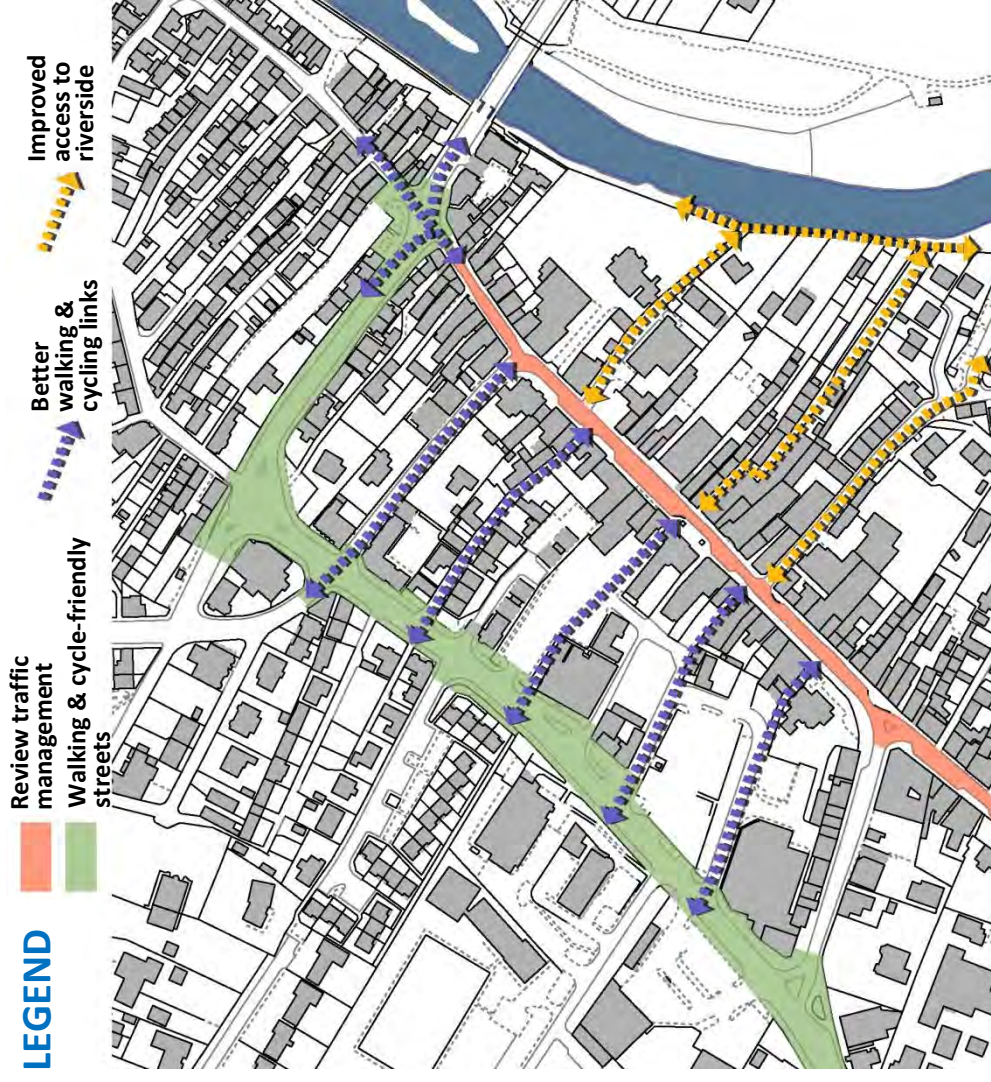 LEGEND
Review traffic
management
Walking & cycle-friendly
streets
Better
walking &
cycling links
Improved
access to
riverside